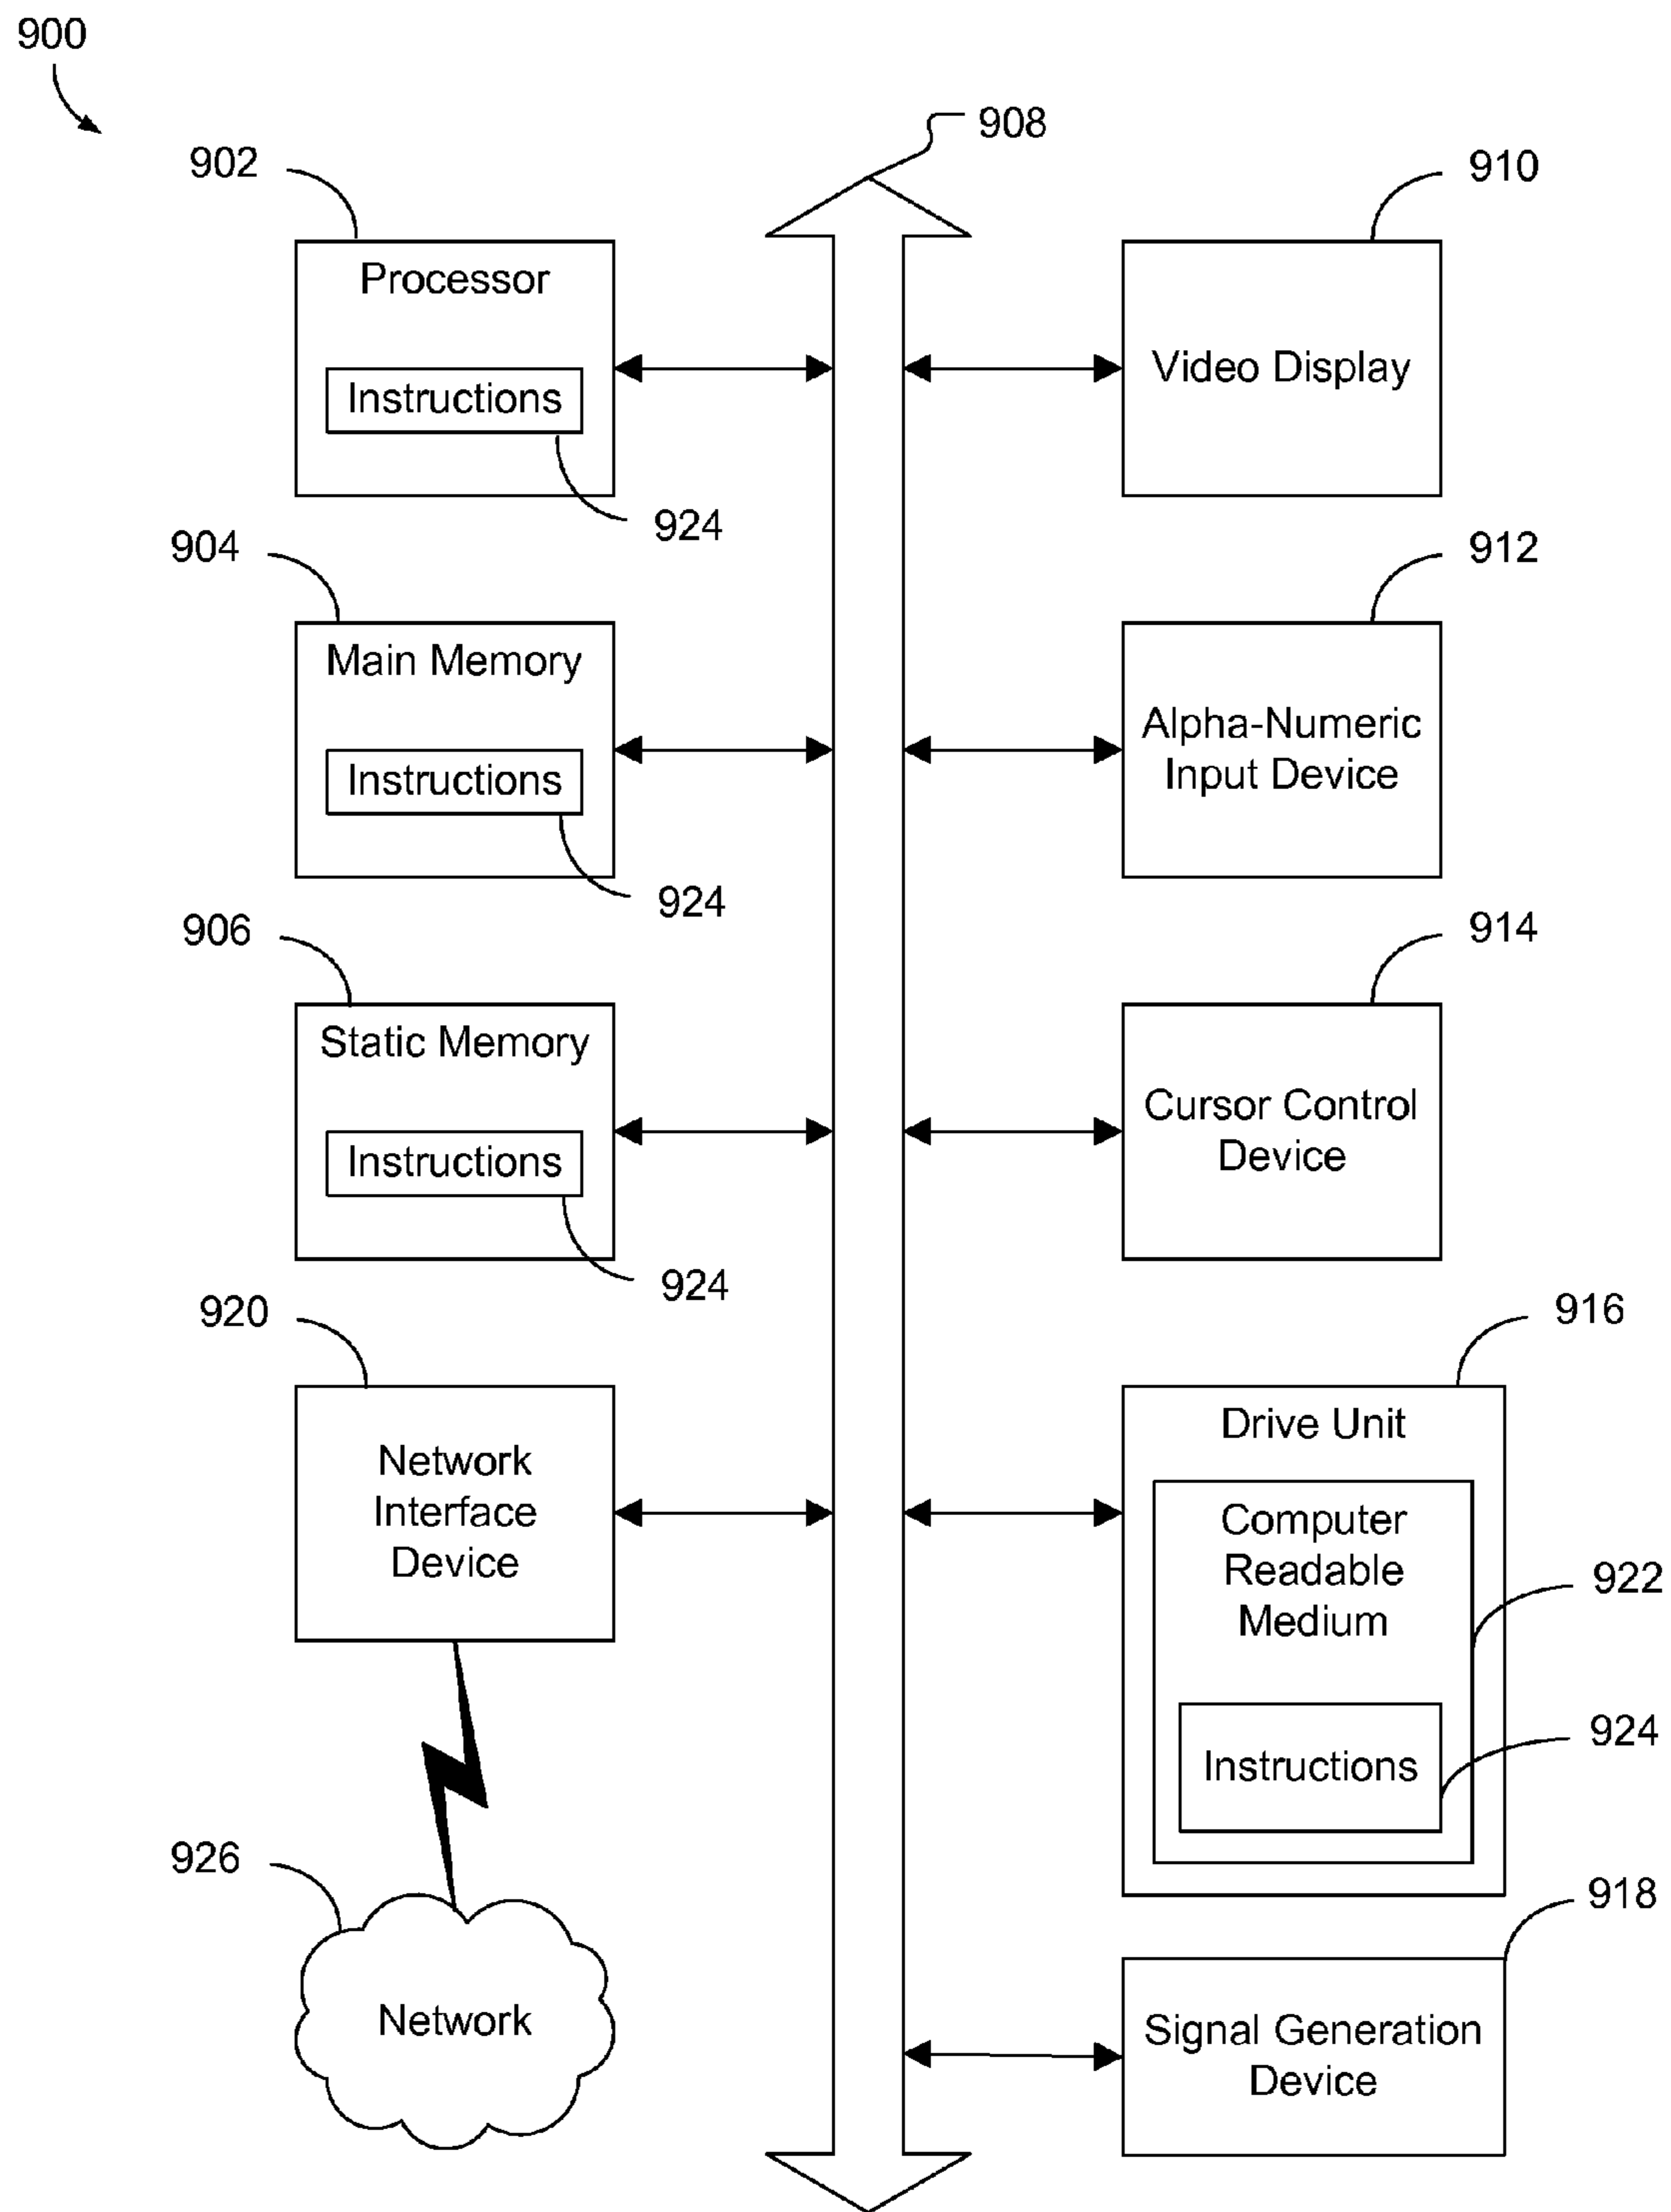 900
908
902
910
Processor
Instructions
924
Video Display
904
912
Main Memory
Instructions
924
Alpha-Numeric
Input Device
906
914
Static Memory
Instructions
924
Cursor Control
Device
920
916
Network
Interface
Device
Drive Unit
Computer
Readable
Medium
922
Instructions
924
926
918
Network
Signal Generation
Device